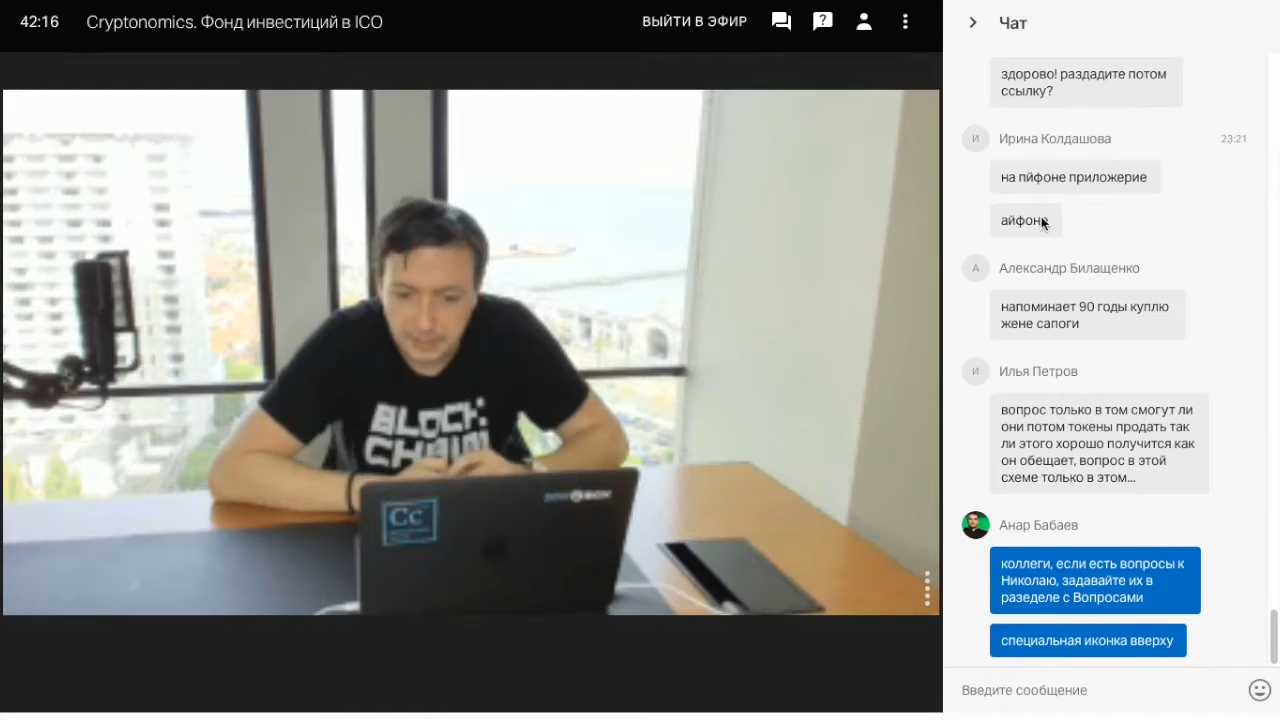 42:16
Cryptonomics. Фонд инвестиций в ICO
ВЫЙТИ В ЭФИР
Чат
здорово! раздадите потом
ссылку?
И
Ирина Колдашова
23:21
на пйфоне приложерие
айфоне
А
Александр Билащенко
напоминает 90 годы куплю
жене сапоги
И
Илья Петров
вопрос только в том смогут ли
они потом токены продать так
ли этого хорошо получится как
он обещает, вопрос в этой
схеме только в этом...
Анар Бабаев
коллеги, если есть вопросы к
Николаю, задавайте их в
разеделе с Вопросами
специальная иконка вверху
Введите сообщение
BLOCK
CHAIN
Cc